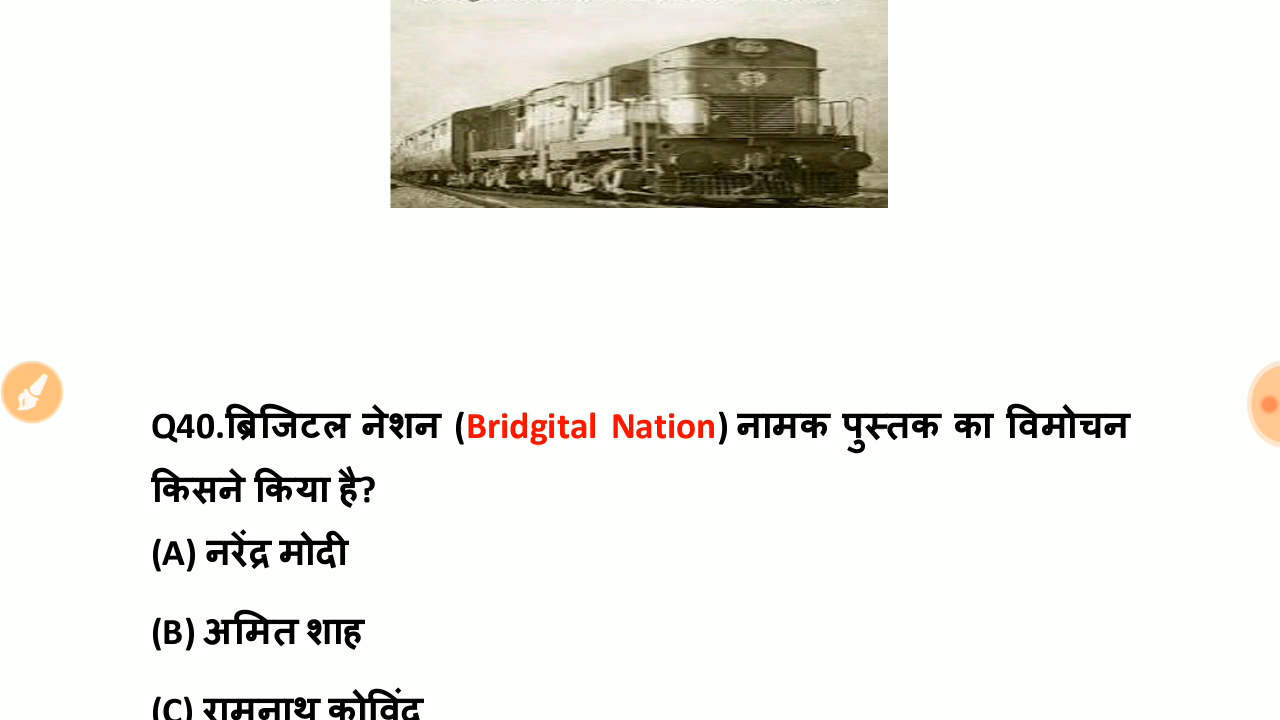 Q40.ब्रिजिटल नेशन (Bridgital Nation) नामक पुस्तक का विमोचन
किसने किया है?
(A) नरेंद्र मोदी
(B) अमित शाह
(C) रामनाथ कोविंद